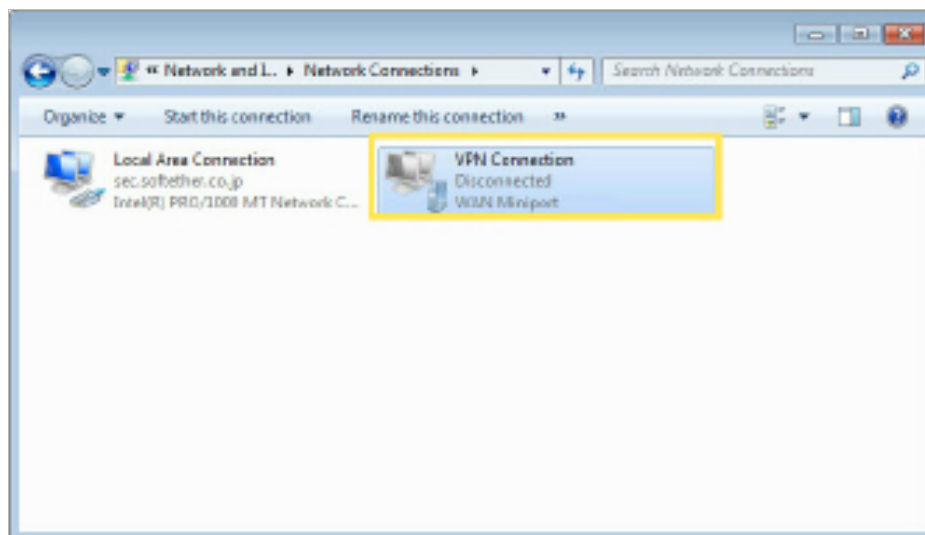 « Network and I... ▸ Network Connections ▸
Search Network Connections
Organize Start this connection Rename this connection »
Local Area Connection
sec.softether.co.jp
Intel(R) PRO/1000 MT Network C...
VPN Connection
Disconnected
WAN Miniport